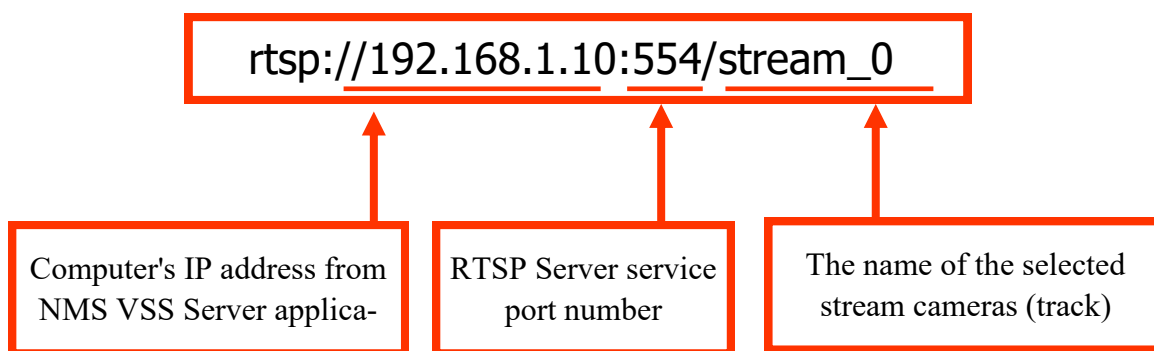 rtsp://192.168.1.10:554/stream_0
Computer's IP address from
NMS VSS Server applica-
RTSP Server service
port number
The name of the selected
stream cameras (track)